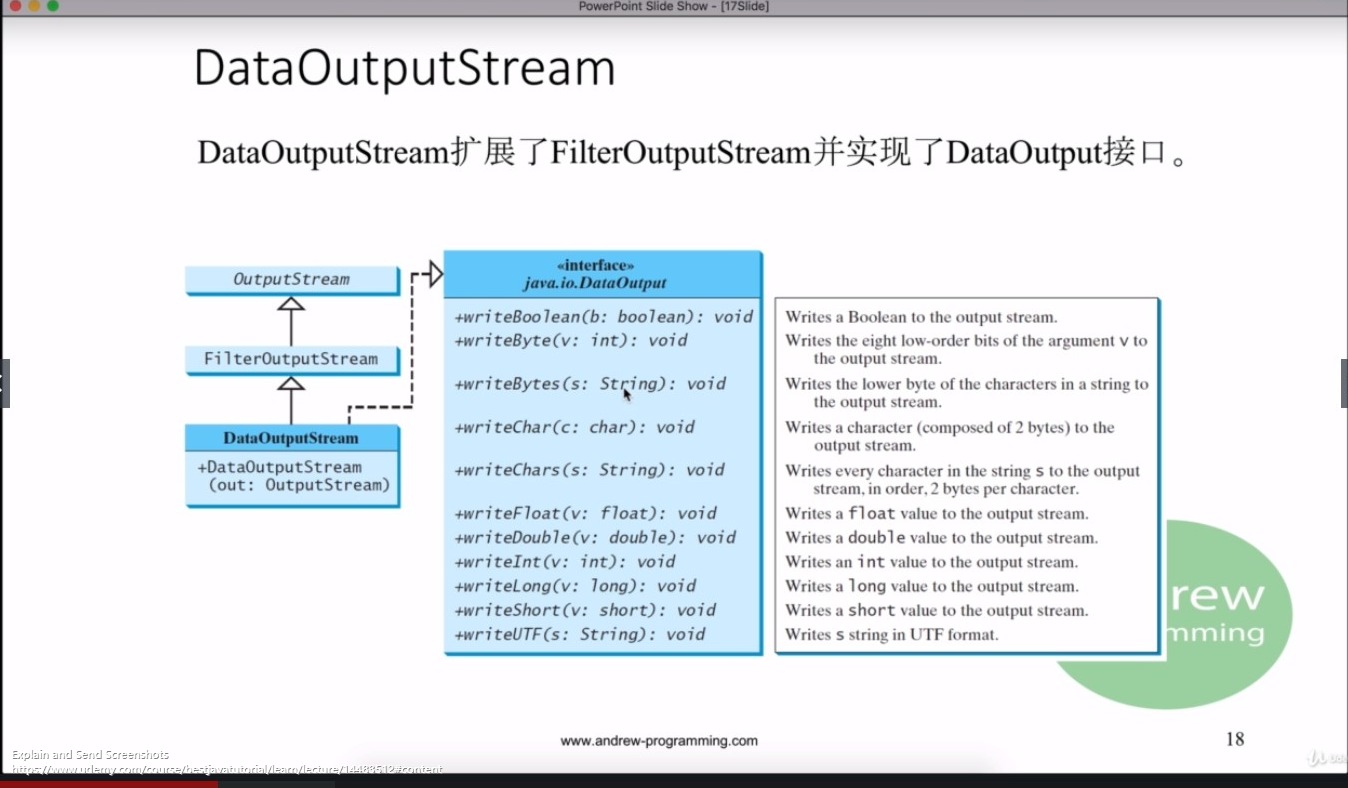 PowerPoint Slide Show - [17Slide]
DataOutputStream
DataOutputStream扩展了FilterOutputStream并实现了DataOutput接口。
OutputStream
FilterOutputStream
DataOutputStream
+DataOutputStream
(out: OutputStream)
«interface»
java.io.DataOutput
+writeBoolean(b: boolean): void
+writeByte(v: int): void
+writeBytes(s: String): void
+writeChar(c: char): void
+writeChars(s: String): void
+writeFloat(v: float): void
+writeDouble(v: double): void
+writeInt(v: int): void
+writeLong(v: long): void
+writeShort(v: short): void
+writeUTF(s: String): void
Writes a Boolean to the output stream.
Writes the eight low-order bits of the argument v to
the output stream.
Writes the lower byte of the characters in a string to
the output stream.
Writes a character (composed of 2 bytes) to the
output stream.
Writes every character in the string s to the output
stream, in order, 2 bytes per character.
Writes a float value to the output stream.
Writes a double value to the output stream.
Writes an int value to the output stream.
Writes a long value to the output stream.
Writes a short value to the output stream.
Writes s string in UTF format.
rew
mming
www.andrew-programming.com
18
Explain and Send Screenshots
https://www.udemy.com/course/bestjavatutorial/learn/lecture/14483512#content